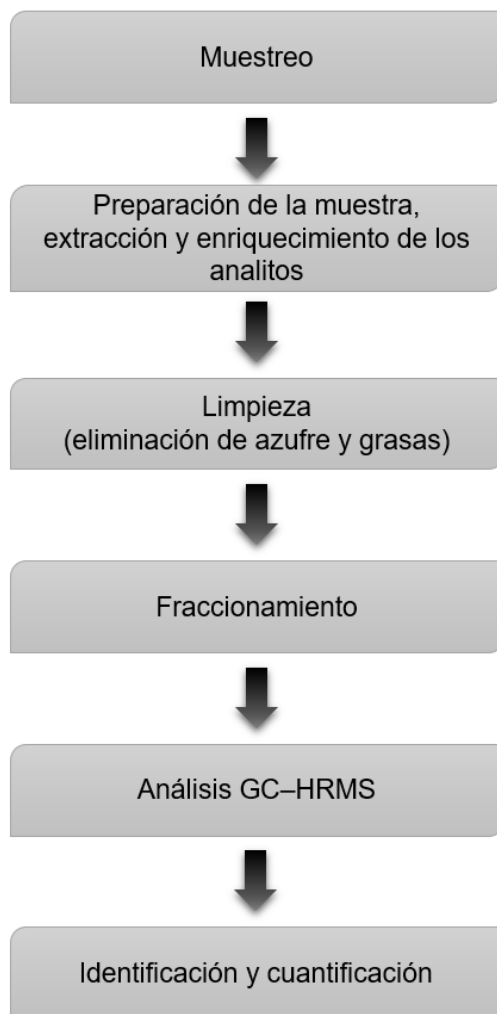 Muestreo
Preparación de la muestra,
extracción y enriquecimiento de los
analitos
Limpieza
(eliminación de azufre y grasas)
Fraccionamiento
Análisis GC–HRMS
Identificación y cuantificación